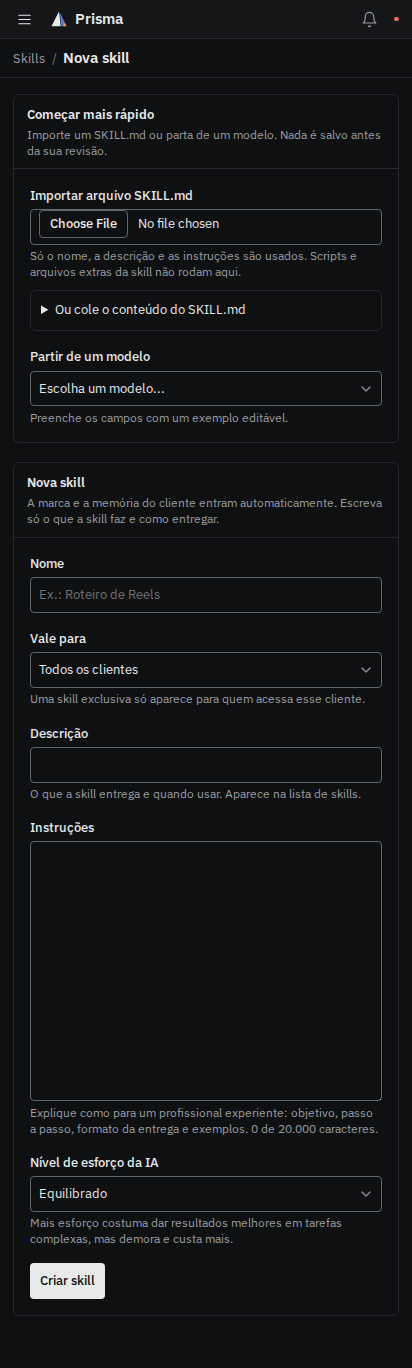 Prisma
Skills / Nova skill
Começar mais rápido
Importe um SKILL.md ou parta de um modelo. Nada é salvo antes
da sua revisão.
Importar arquivo SKILL.md
Choose File No file chosen
Só o nome, a descrição e as instruções são usados. Scripts e
arquivos extras da skill não rodam aqui.
Ou cole o conteúdo do SKILL.md
Partir de um modelo
Escolha um modelo...
Preenche os campos com um exemplo editável.
Nova skill
A marca e a memória do cliente entram automaticamente. Escreva
só o que a skill faz e como entregar.
Nome
Ex.: Roteiro de Reels
Vale para
Todos os clientes
Uma skill exclusiva só aparece para quem acessa esse cliente.
Descrição
O que a skill entrega e quando usar. Aparece na lista de skills.
Instruções
Explique como para um profissional experiente: objetivo, passo
a passo, formato da entrega e exemplos. 0 de 20.000 caracteres.
Nível de esforço da IA
Equilibrado
Mais esforço costuma dar resultados melhores em tarefas
complexas, mas demora e custa mais.
Criar skill